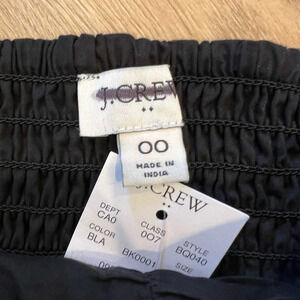 J.CREW
00
MADE IN
INDIA
J.CREW
DEPT
CA0
CLASS
007
STYLE
BQ040
COLOR
BLA
BK0001
SIZE